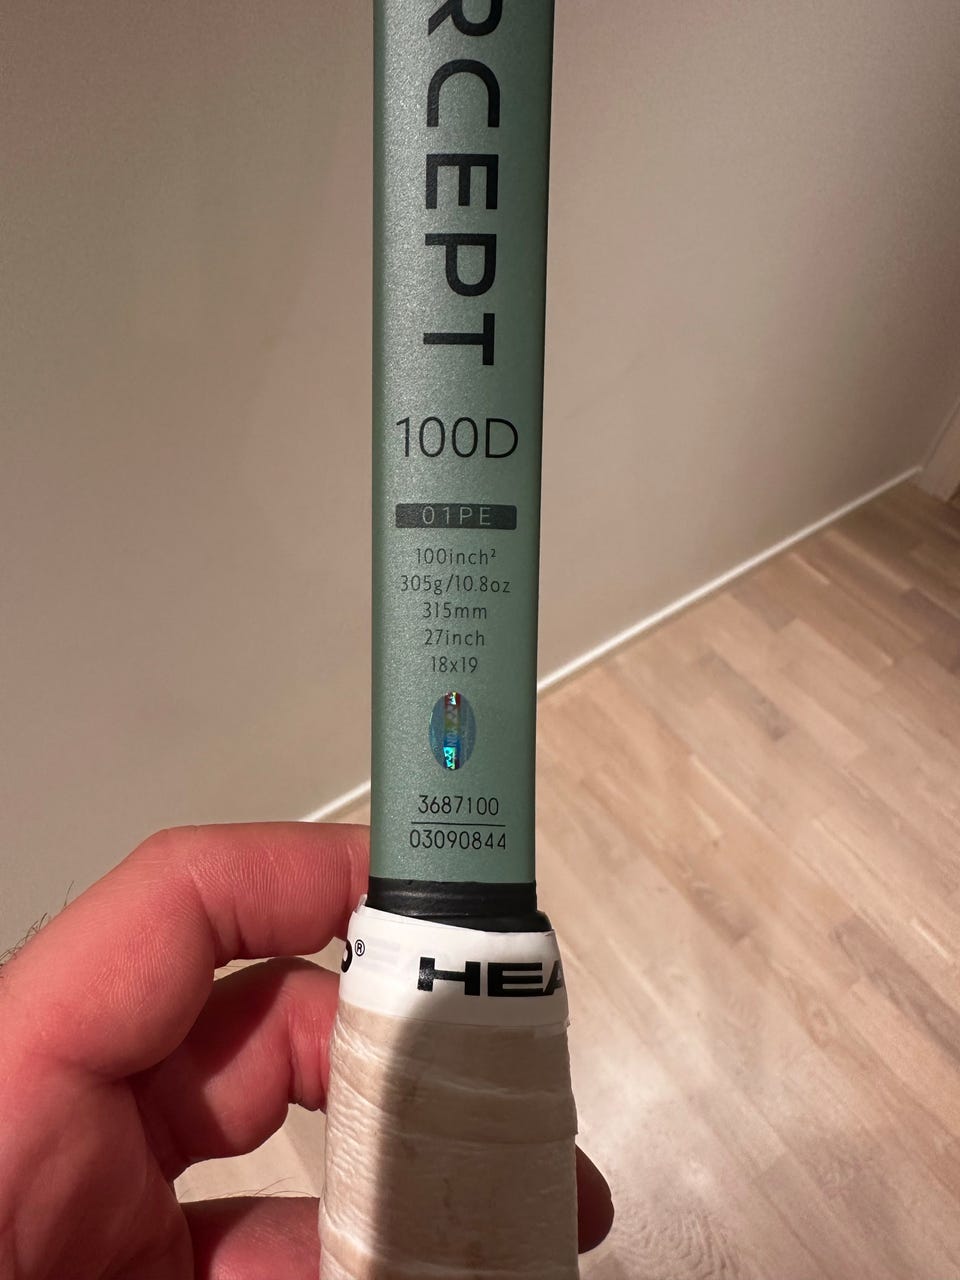 RCEPT
100D
01PE
100inch²
305g/10.8oz
315mm
27inch
18x19
3687100
03090844
D® HEA